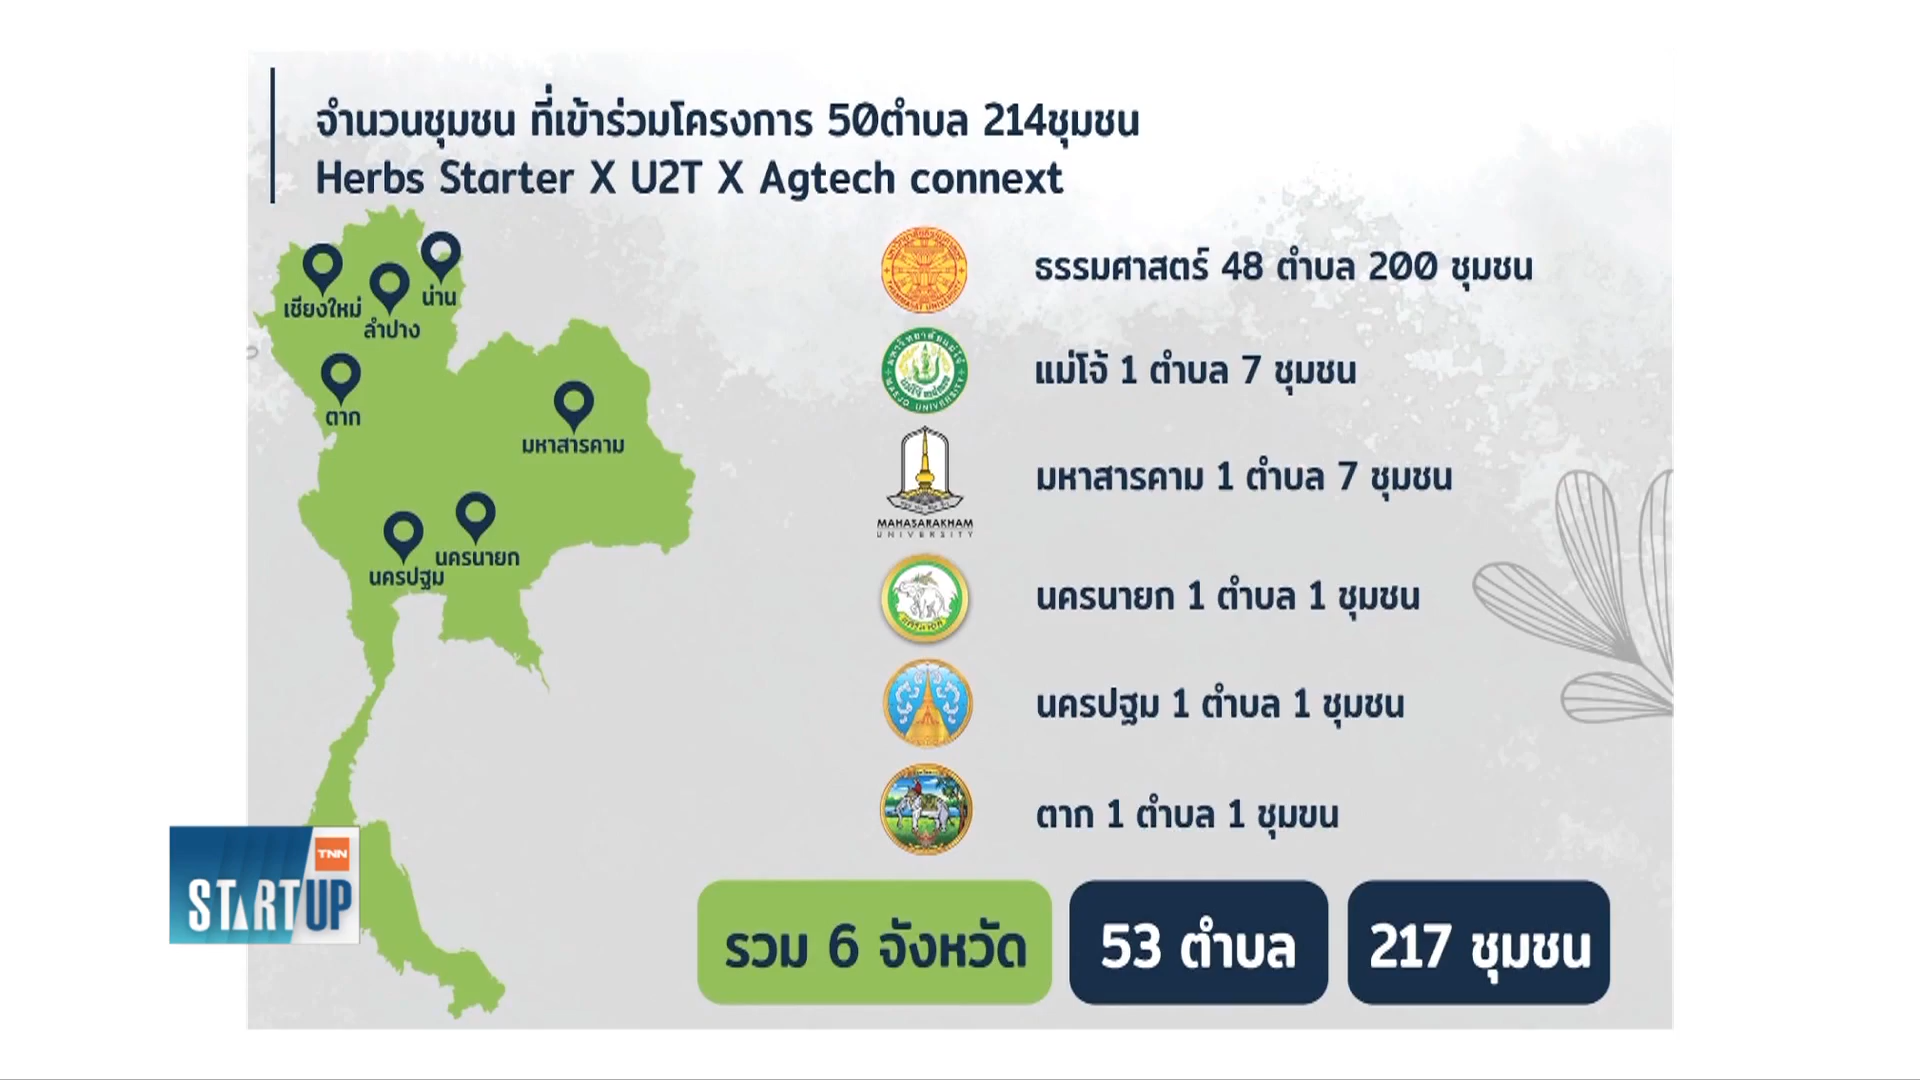 จำนวนชุมชน ที่เข้าร่วมโครงการ 50ตำบล 214ชุมชน
Herbs Starter X U2T X Agtech connext
เชียงใหม่
ลำปาง
น่าน
ตาก
มหาสารคาม
นครปฐม
นครนายก
ธรรมศาสตร์ 48 ตำบล 200 ชุมชน
แม่โจ้ 1 ตำบล 7 ชุมชน
MAHASARAKHAM
UNIVERSITY
มหาสารคาม 1 ตำบล 7 ชุมชน
นครนายก 1 ตำบล 1 ชุมชน
นครปฐม 1 ตำบล 1 ชุมชน
ตาก 1 ตำบล 1 ชุมขน
TNN
STARTUP
รวม 6 จังหวัด
53 ตำบล
217 ชุมชน